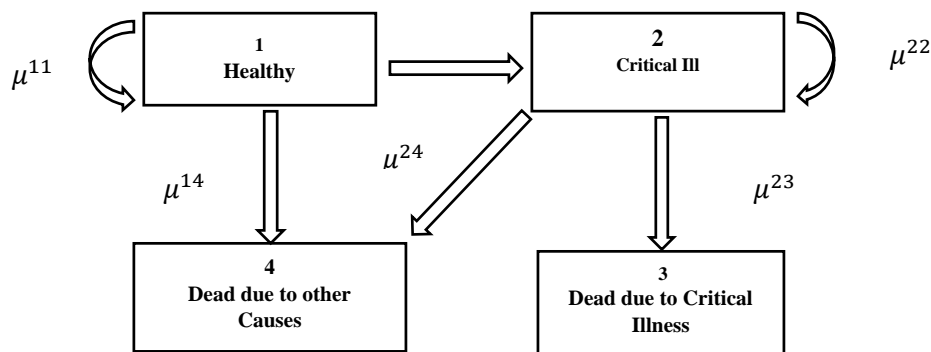 1
Healthy
2
Critical Ill
μ¹¹
μ²²
μ¹⁴
μ²⁴
μ²³
4
Dead due to other
Causes
3
Dead due to Critical
Illness